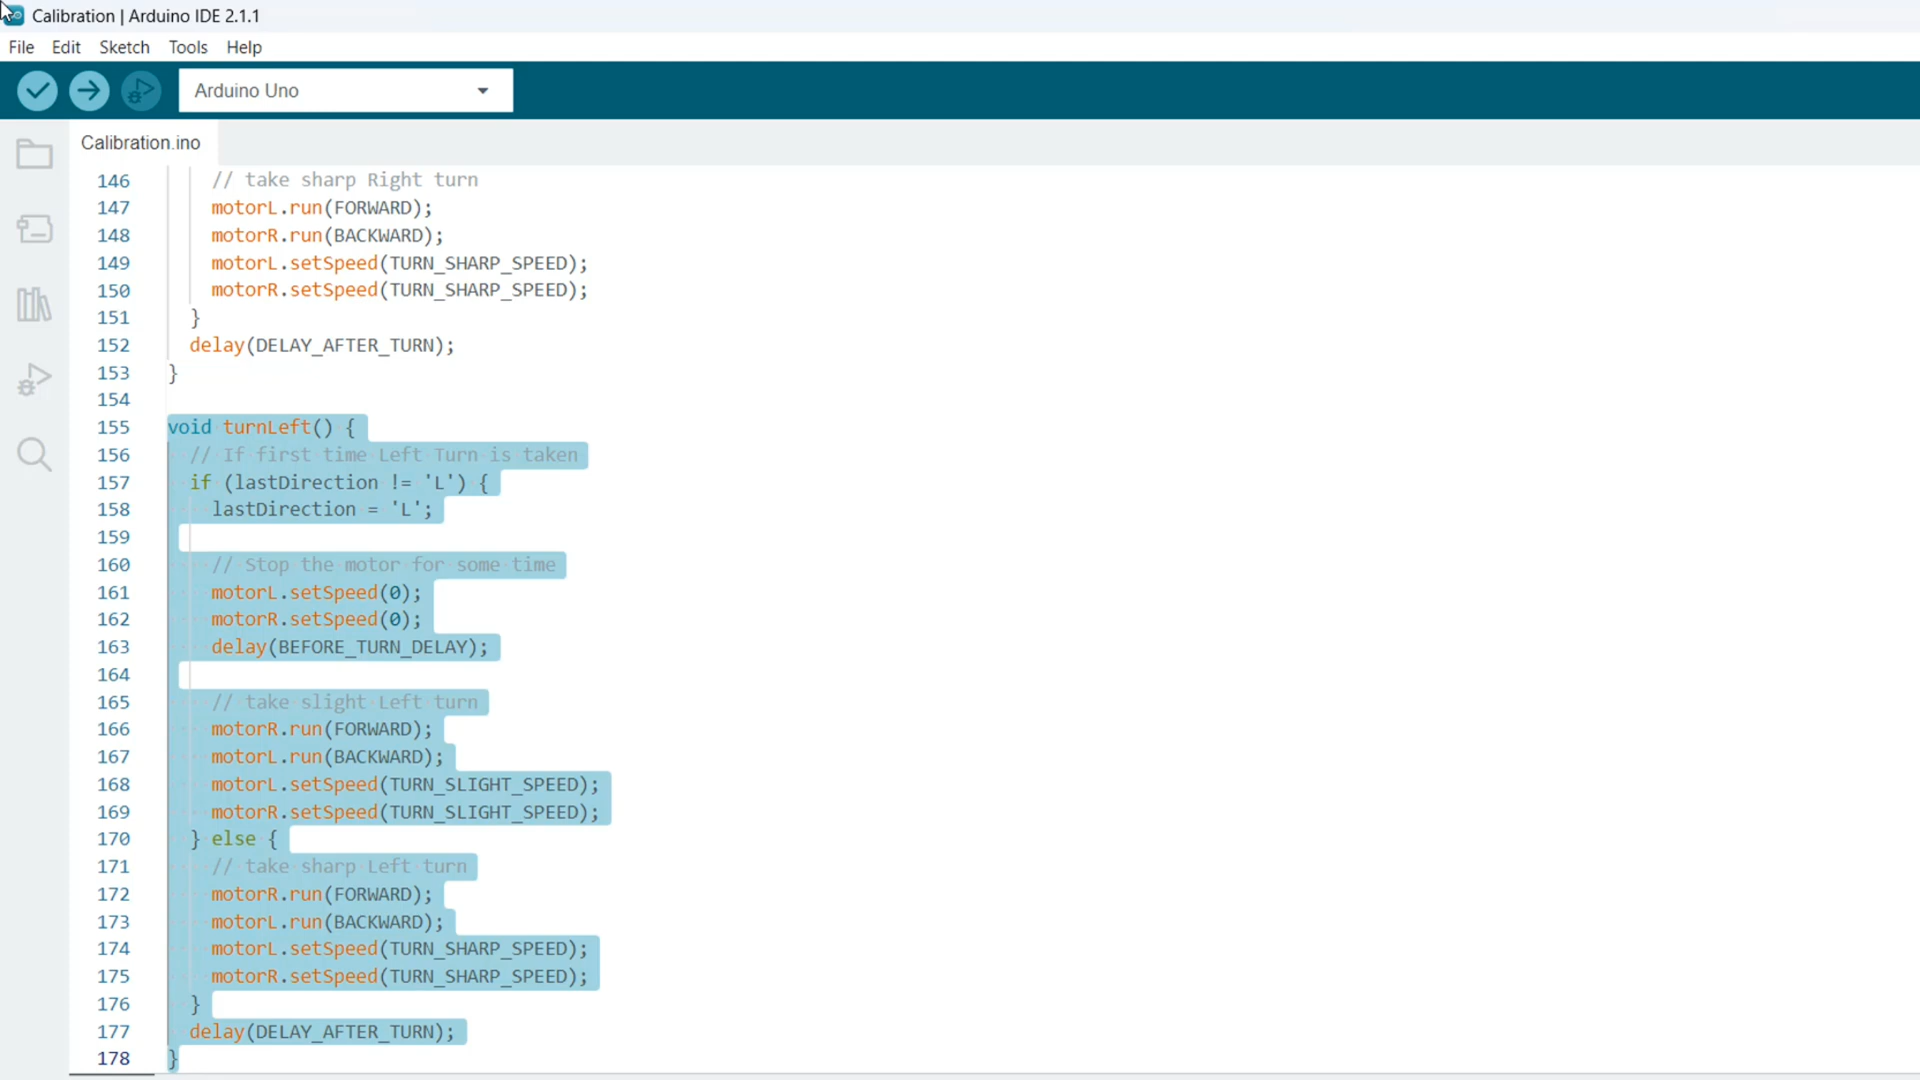 Calibration | Arduino IDE 2.1.1
File Edit Sketch Tools Help
Arduino Uno
Calibration.ino
146 // take sharp Right turn
147 motorL.run(FORWARD);
148 motorR.run(BACKWARD);
149 motorL.setSpeed(TURN_SHARP_SPEED);
150 motorR.setSpeed(TURN_SHARP_SPEED);
151 }
152 delay(DELAY_AFTER_TURN);
153 }
154
155 void turnLeft() {
156 // If first time Left Turn is taken
157 if (lastDirection != 'L') {
158 lastDirection = 'L';
159
160 // Stop the motor for some time
161 motorL.setSpeed(0);
162 motorR.setSpeed(0);
163 delay(BEFORE_TURN_DELAY);
164
165 // take slight Left turn
166 motorR.run(FORWARD);
167 motorL.run(BACKWARD);
168 motorL.setSpeed(TURN_SLIGHT_SPEED);
169 motorR.setSpeed(TURN_SLIGHT_SPEED);
170 } else {
171 // take sharp Left turn
172 motorR.run(FORWARD);
173 motorL.run(BACKWARD);
174 motorL.setSpeed(TURN_SHARP_SPEED);
175 motorR.setSpeed(TURN_SHARP_SPEED);
176 }
177 delay(DELAY_AFTER_TURN);
178 }